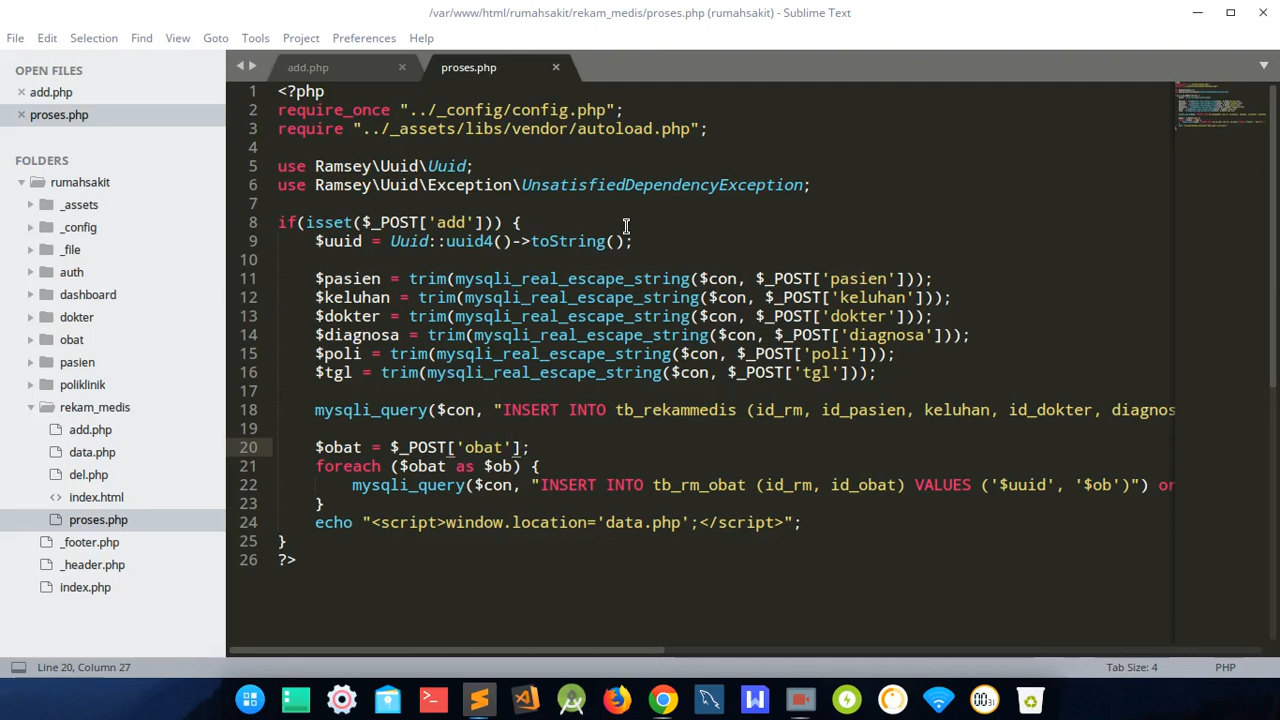 /var/www/html/rumahsakit/rekam_medis/proses.php (rumahsakit) - Sublime Text
File Edit Selection Find View Goto Tools Project Preferences Help
OPEN FILES
add.php
proses.php
FOLDERS
rumahsakit
_assets
_config
_file
auth
dashboard
dokter
obat
pasien
poliklinik
rekam_medis
add.php
data.php
del.php
index.html
proses.php
_footer.php
_header.php
index.php
add.php proses.php
1 <?php
2 require_once "../_config/config.php";
3 require "../_assets/libs/vendor/autoload.php";
4
5 use Ramsey\Uuid\Uuid;
6 use Ramsey\Uuid\Exception\UnsatisfiedDependencyException;
7
8 if(isset($_POST['add'])) {
9 $uuid = Uuid::uuid4()->toString();
10
11 $pasien = trim(mysqli_real_escape_string($con, $_POST['pasien']));
12 $keluhan = trim(mysqli_real_escape_string($con, $_POST['keluhan']));
13 $dokter = trim(mysqli_real_escape_string($con, $_POST['dokter']));
14 $diagnosa = trim(mysqli_real_escape_string($con, $_POST['diagnosa']));
15 $poli = trim(mysqli_real_escape_string($con, $_POST['poli']));
16 $tgl = trim(mysqli_real_escape_string($con, $_POST['tgl']));
17
18 mysqli_query($con, "INSERT INTO tb_rekammedis (id_rm, id_pasien, keluhan, id_dokter, diagnos
19
20 $obat = $_POST['obat'];
21 foreach ($obat as $ob) {
22 mysqli_query($con, "INSERT INTO tb_rm_obat (id_rm, id_obat) VALUES ('$uuid', '$ob')") or
23 }
24 echo "<script>window.location='data.php';</script>";
25 }
26 ?>
Line 20, Column 27
Tab Size: 4 PHP